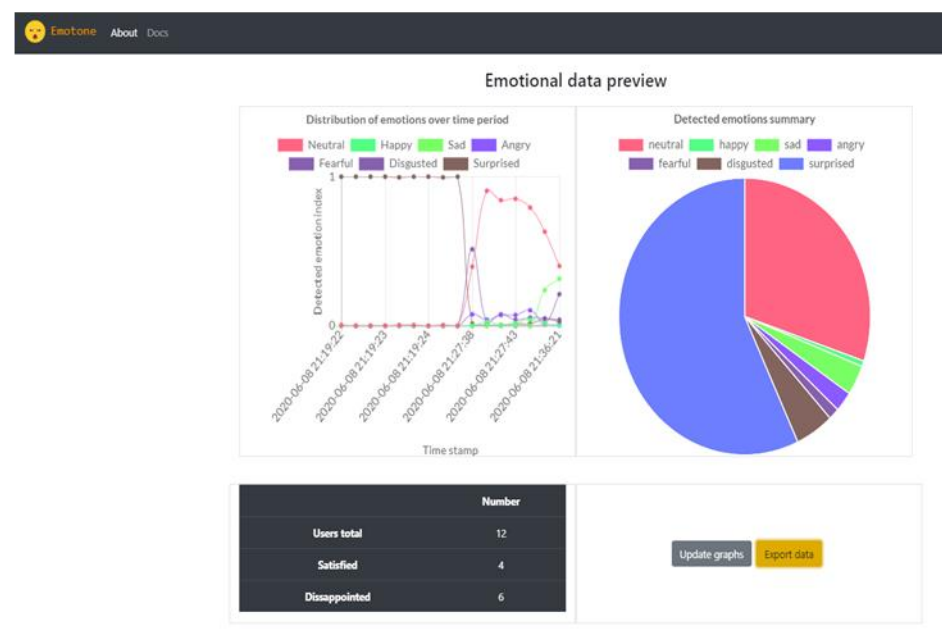 Emotone About Docs
Emotional data preview
Distribution of emotions over time period
Neutral Happy Sad Angry
Fearful Disgusted Surprised
1
Detected emotion index
0
2020-06-08 21:19:22
2020-06-08 21:19:23
2020-06-08 21:19:24
2020-06-08 21:27:38
2020-06-08 21:27:43
2020-06-08 21:36:21
Time stamp
Detected emotions summary
neutral happy sad angry
fearful disgusted surprised
Number
Users total 12
Satisfied 4
Dissappointed 6
Update graphs Export data